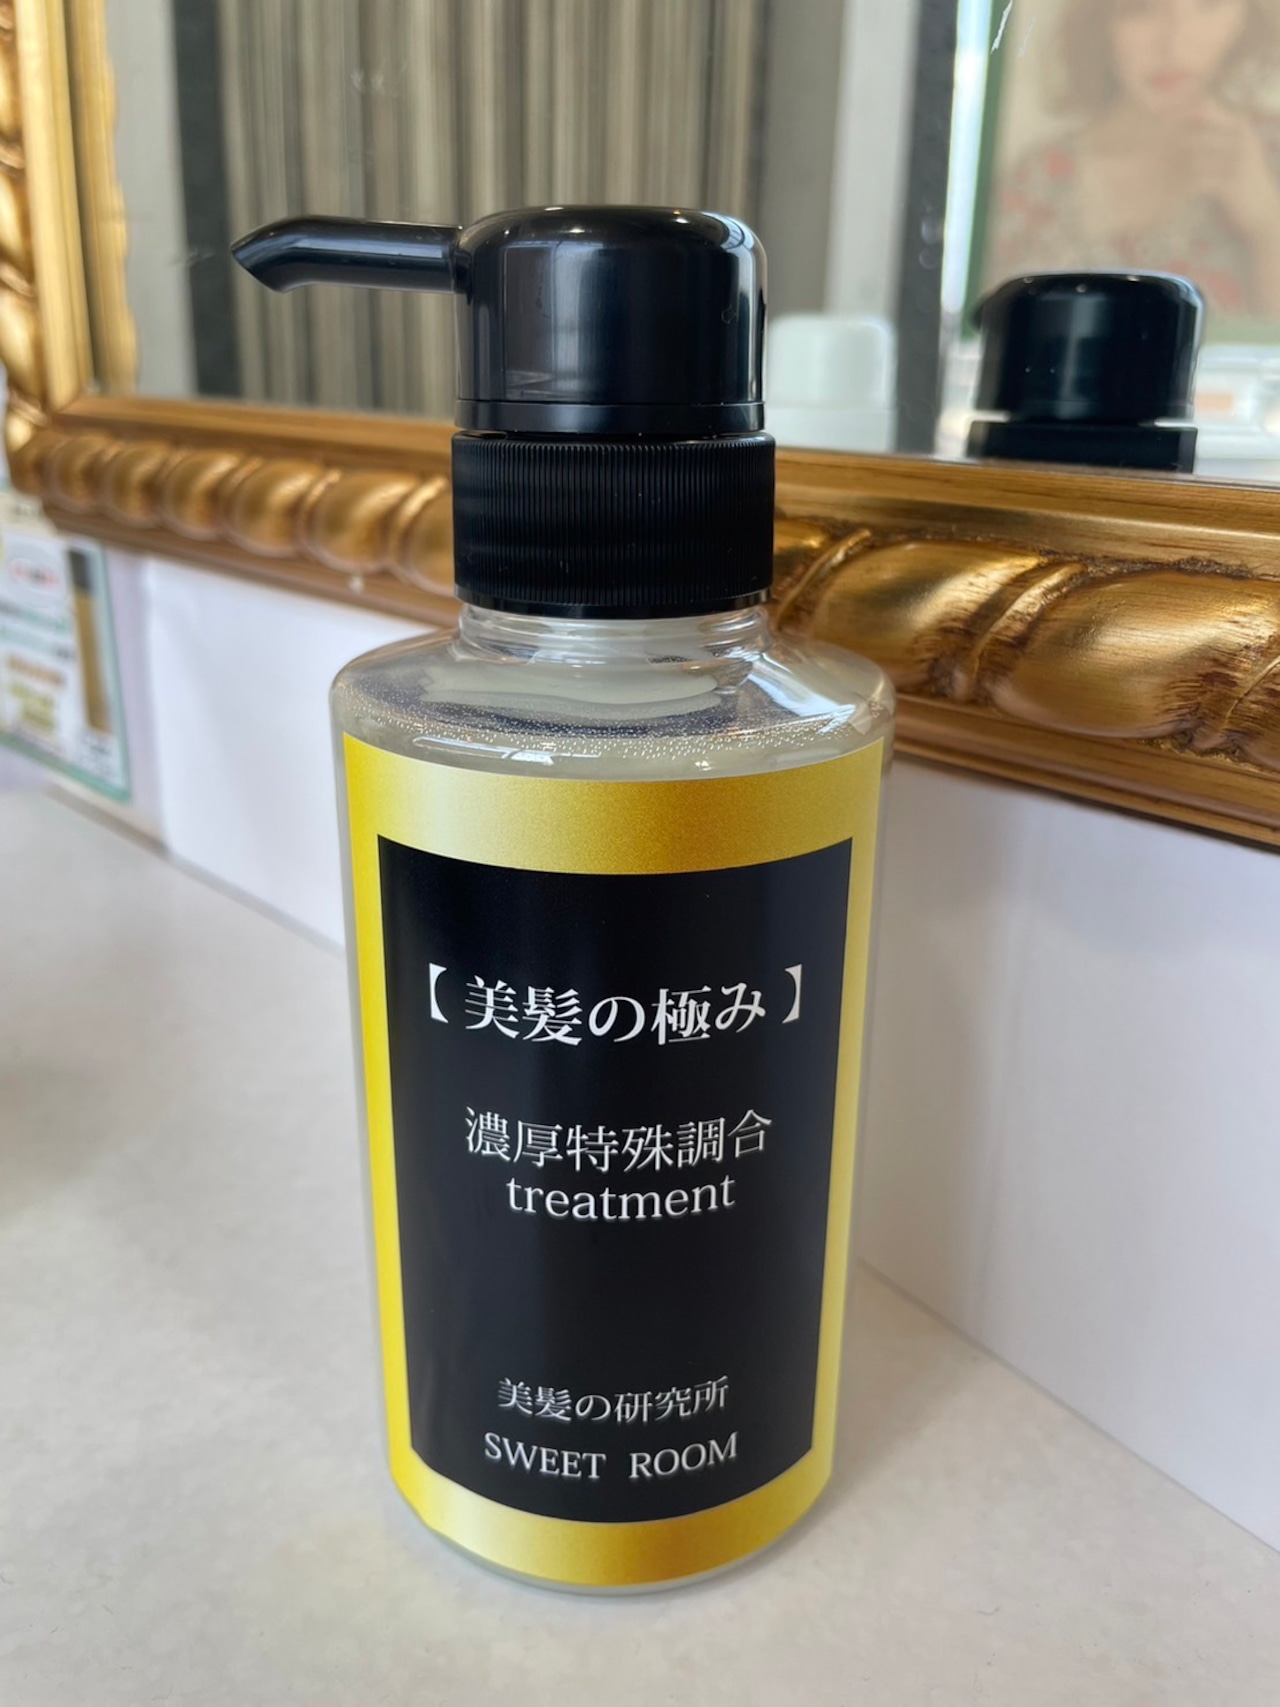 【美髪の極み】
濃厚特殊調合
treatment
美髪の研究所
SWEET ROOM